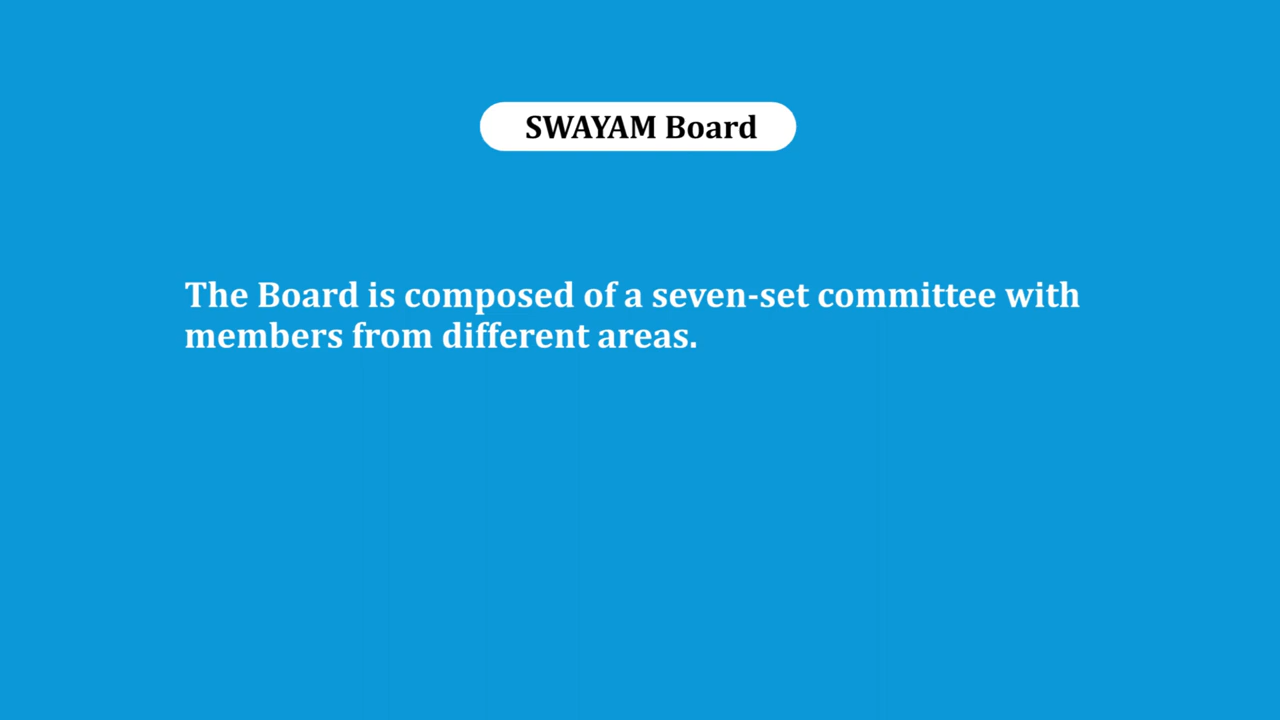 SWAYAM Board
The Board is composed of a seven-set committee with
members from different areas.